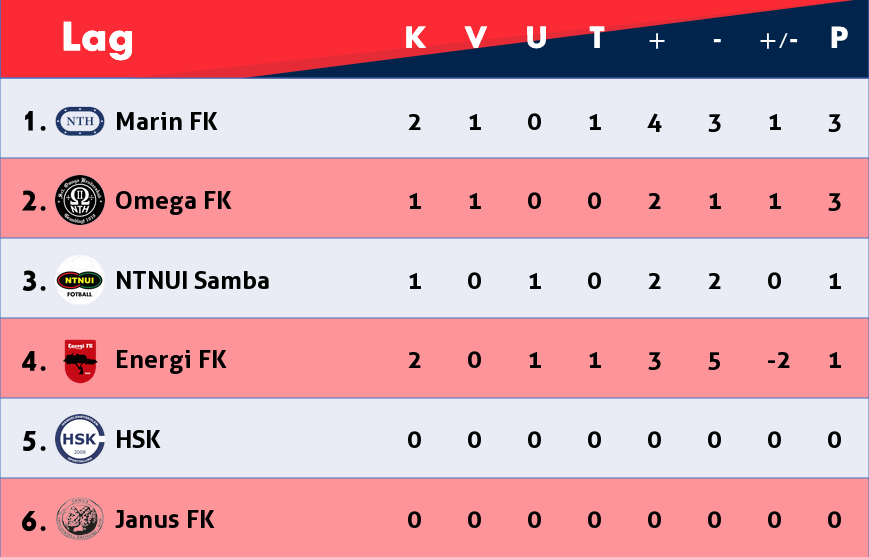 Lag K V U T + - +/- P
1. NTH Marin FK 2 1 0 1 4 3 1 3
2. NTH Omega FK 1 1 0 0 2 1 1 3
3. NTNUI FOTBALL NTNUI Samba 1 0 1 0 2 2 0 1
4. Energi FK Energi FK 2 0 1 1 3 5 -2 1
5. HSK 2008 HSK 0 0 0 0 0 0 0 0
6. JANUS Janus FK 0 0 0 0 0 0 0 0